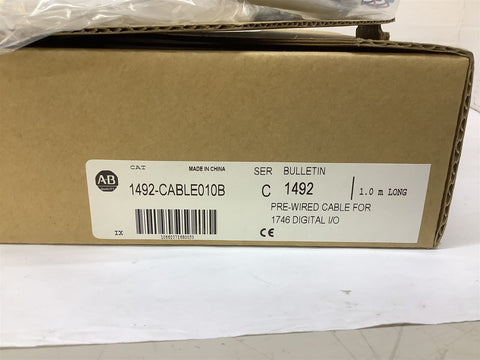 CAT MADE IN CHINA SER BULLETIN
AB 1492-CABLE010B C 1492 1.0 m LONG
PRE-WIRED CABLE FOR
1746 DIGITAL I/O
IX CE